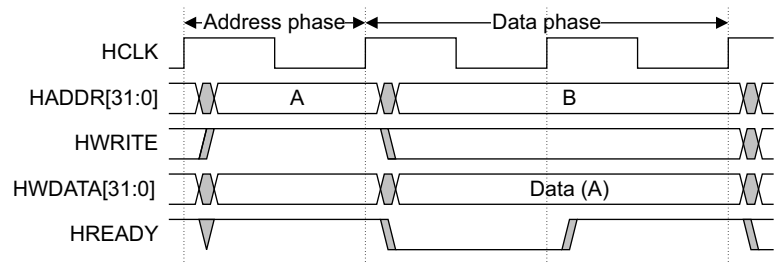 Address phase Data phase
HCLK
HADDR[31:0] A B
HWRITE
HWDATA[31:0] Data (A)
HREADY